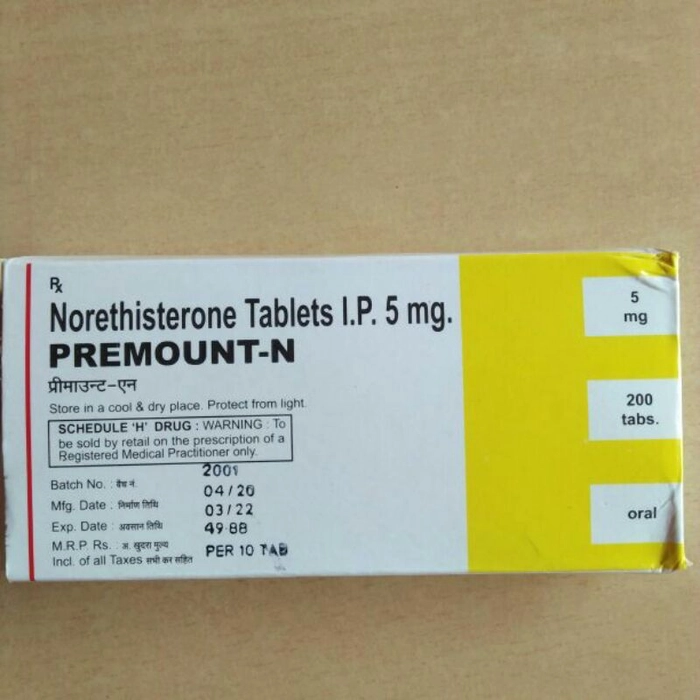 Rx
Norethisterone Tablets I.P. 5 mg.
PREMOUNT-N
प्रीमाउन्ट-एन
Store in a cool & dry place. Protect from light.
SCHEDULE 'H' DRUG : WARNING : To
be sold by retail on the prescription of a
Registered Medical Practitioner only.
Batch No. : बैच नं. 2001
Mfg. Date : निर्माण तिथि 04/20
Exp. Date : अवसान तिथि 03/22
M.R.P. Rs. : अ. खुदरा मुल्य 49.88
Incl. of all Taxes सभी कर सहित PER 10 TAB
5
mg
200
tabs.
oral